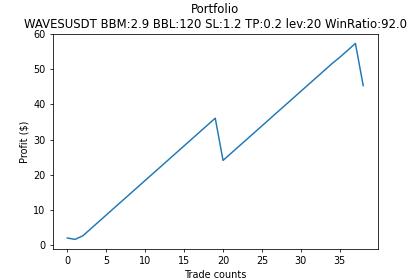 Portfolio
WAVESUSDT BBM:2.9 BBL:120 SL:1.2 TP:0.2 lev:20 WinRatio:92.0
60
50
40
30
20
10
0
Profit ($)
0 5 10 15 20 25 30 35
Trade counts